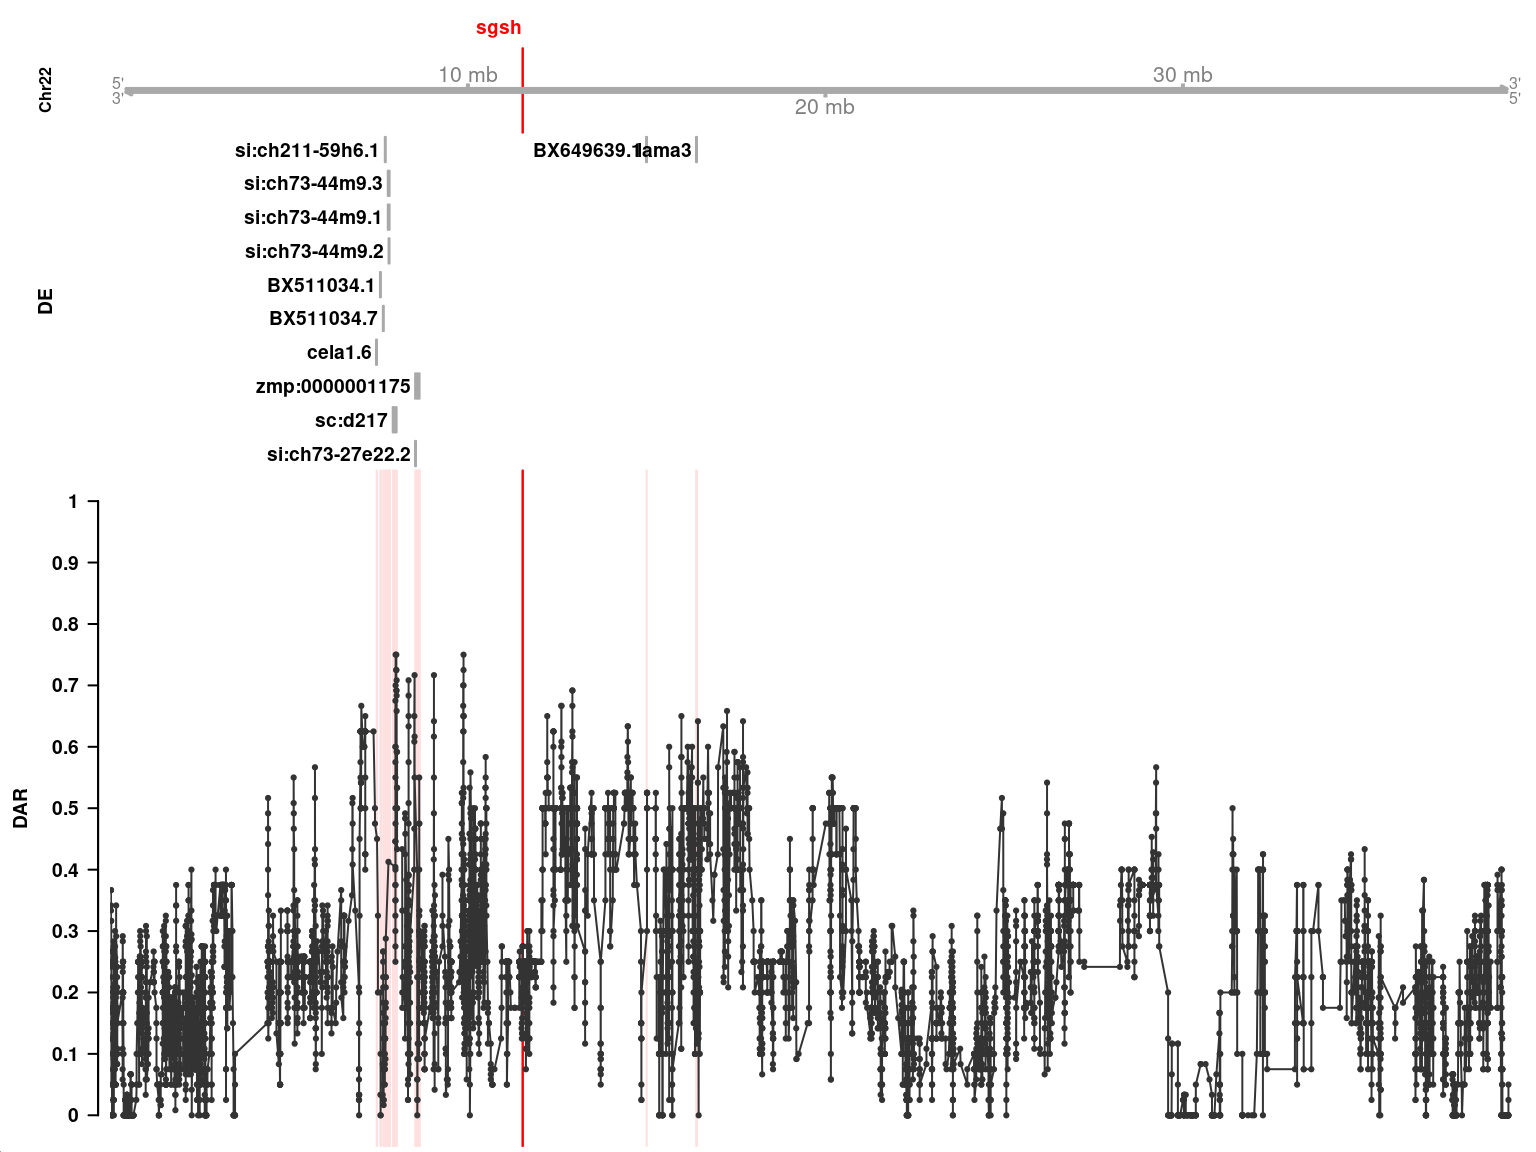 sgsh
Chr22
5'
3'
10 mb
20 mb
30 mb
3'
5'
DE
si:ch211-59h6.1
BX649639.1
lama3
si:ch73-44m9.3
si:ch73-44m9.1
si:ch73-44m9.2
BX511034.1
BX511034.7
cela1.6
zmp:0000001175
sc:d217
si:ch73-27e22.2
DAR
1
0.9
0.8
0.7
0.6
0.5
0.4
0.3
0.2
0.1
0